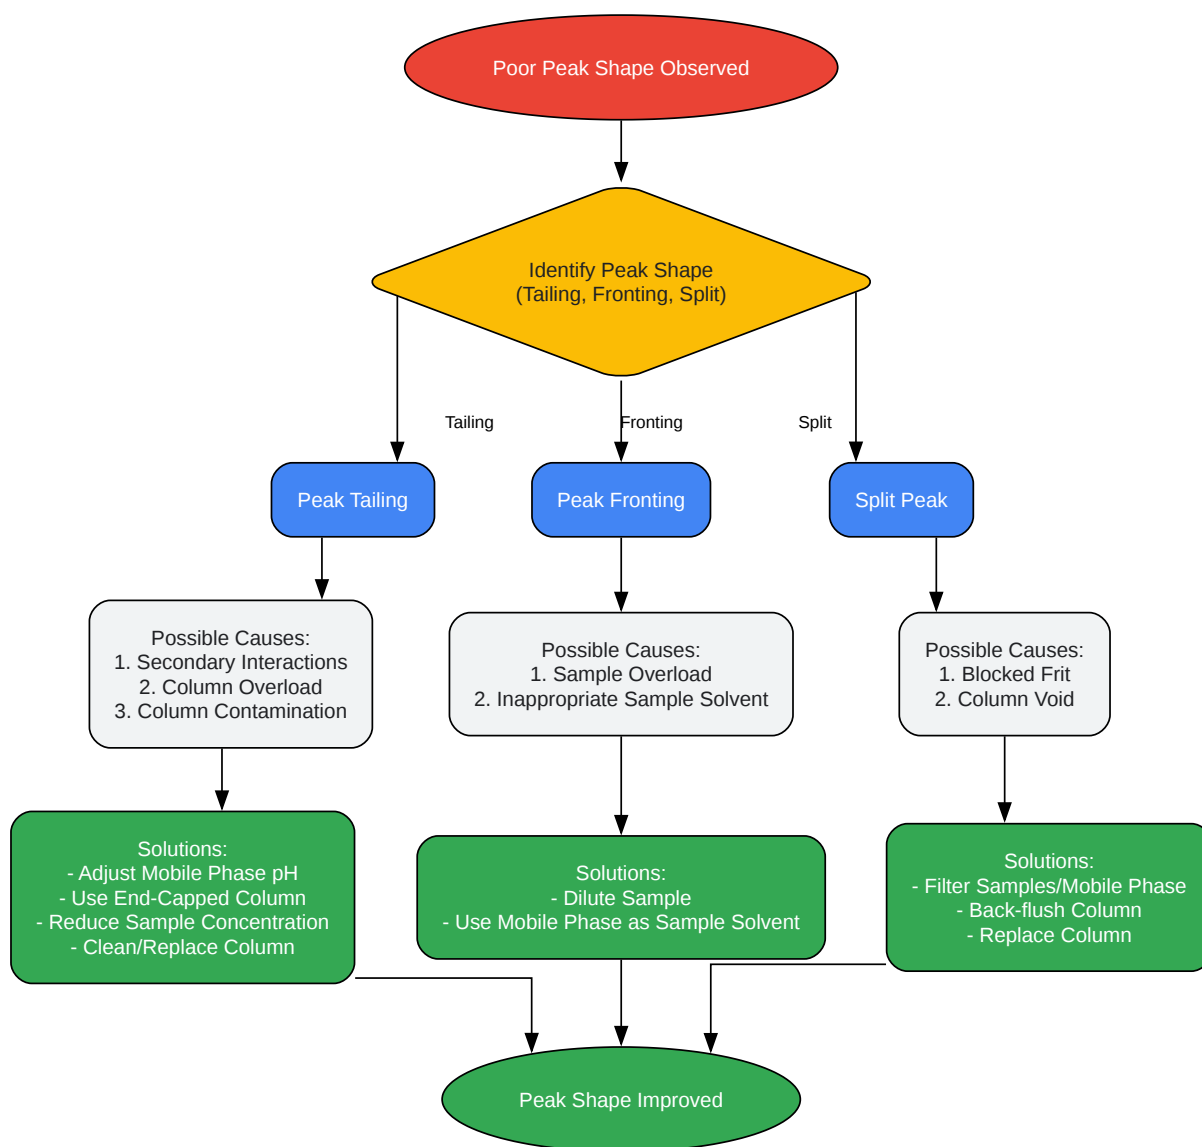 Poor Peak Shape Observed
Identify Peak Shape
(Tailing, Fronting, Split)
Tailing
Fronting
Split
Peak Tailing
Peak Fronting
Split Peak
Possible Causes:
1. Secondary Interactions
2. Column Overload
3. Column Contamination
Possible Causes:
1. Sample Overload
2. Inappropriate Sample Solvent
Possible Causes:
1. Blocked Frit
2. Column Void
Solutions:
- Adjust Mobile Phase pH
- Use End-Capped Column
- Reduce Sample Concentration
- Clean/Replace Column
Solutions:
- Dilute Sample
- Use Mobile Phase as Sample Solvent
Solutions:
- Filter Samples/Mobile Phase
- Back-flush Column
- Replace Column
Peak Shape Improved